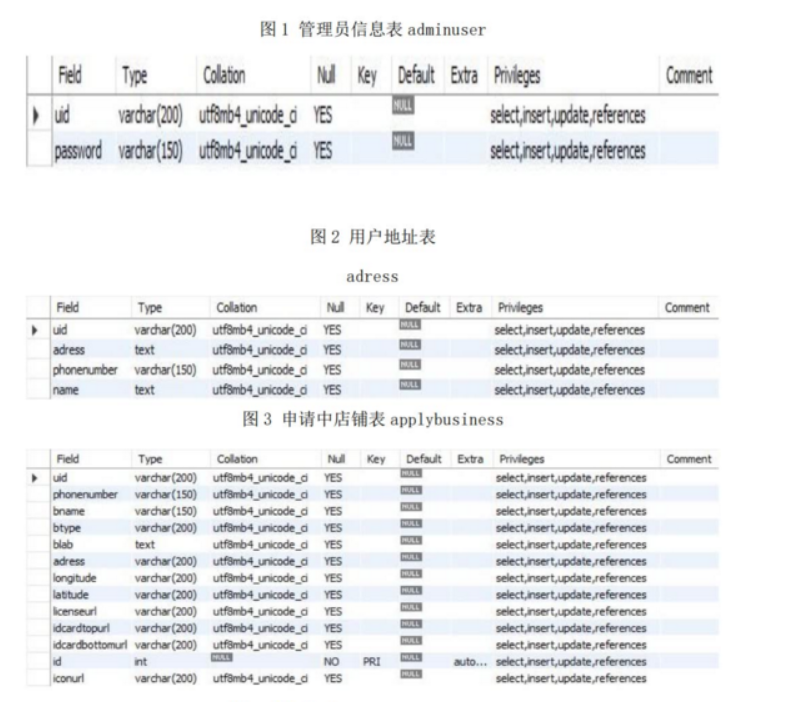 图1 管理员信息表 adminuser
Field Type Collation Null Key Default Extra Privileges Comment
uid varchar(200) utf8mb4_unicode_ci YES NULL select,insert,update,references
password varchar(150) utf8mb4_unicode_ci YES NULL select,insert,update,references
图2 用户地址表
adress
Field Type Collation Null Key Default Extra Privileges Comment
uid varchar(200) utf8mb4_unicode_ci YES NULL select,insert,update,references
adress text utf8mb4_unicode_ci YES NULL select,insert,update,references
phonenumber varchar(150) utf8mb4_unicode_ci YES NULL select,insert,update,references
name text utf8mb4_unicode_ci YES NULL select,insert,update,references
图3 申请中店铺表 applybusiness
Field Type Collation Null Key Default Extra Privileges Comment
uid varchar(200) utf8mb4_unicode_ci YES NULL select,insert,update,references
phonenumber varchar(150) utf8mb4_unicode_ci YES NULL select,insert,update,references
bname varchar(150) utf8mb4_unicode_ci YES NULL select,insert,update,references
btype varchar(200) utf8mb4_unicode_ci YES NULL select,insert,update,references
blab text utf8mb4_unicode_ci YES NULL select,insert,update,references
adress varchar(200) utf8mb4_unicode_ci YES NULL select,insert,update,references
longitude varchar(200) utf8mb4_unicode_ci YES NULL select,insert,update,references
latitude varchar(200) utf8mb4_unicode_ci YES NULL select,insert,update,references
licenseurl varchar(200) utf8mb4_unicode_ci YES NULL select,insert,update,references
idcardtopurl varchar(200) utf8mb4_unicode_ci YES NULL select,insert,update,references
idcardbottomurl varchar(200) utf8mb4_unicode_ci YES NULL select,insert,update,references
id int NULL NO PRI NULL auto... select,insert,update,references
iconurl varchar(200) utf8mb4_unicode_ci YES NULL select,insert,update,references